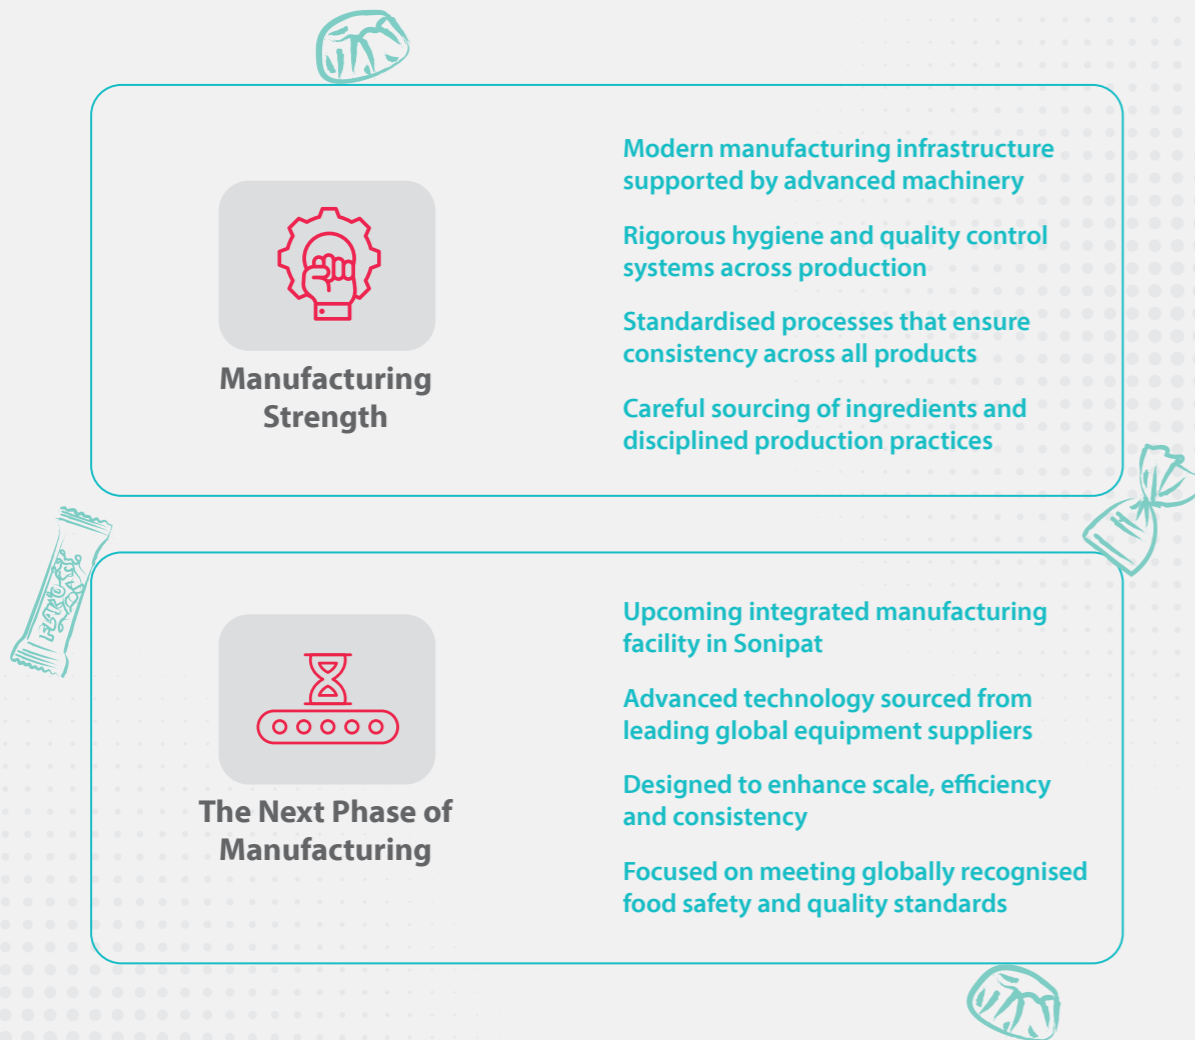 Manufacturing
Strength
Modern manufacturing infrastructure
supported by advanced machinery
Rigorous hygiene and quality control
systems across production
Standardised processes that ensure
consistency across all products
Careful sourcing of ingredients and
disciplined production practices
The Next Phase of
Manufacturing
Upcoming integrated manufacturing
facility in Sonipat
Advanced technology sourced from
leading global equipment suppliers
Designed to enhance scale, efficiency
and consistency
Focused on meeting globally recognised
food safety and quality standards